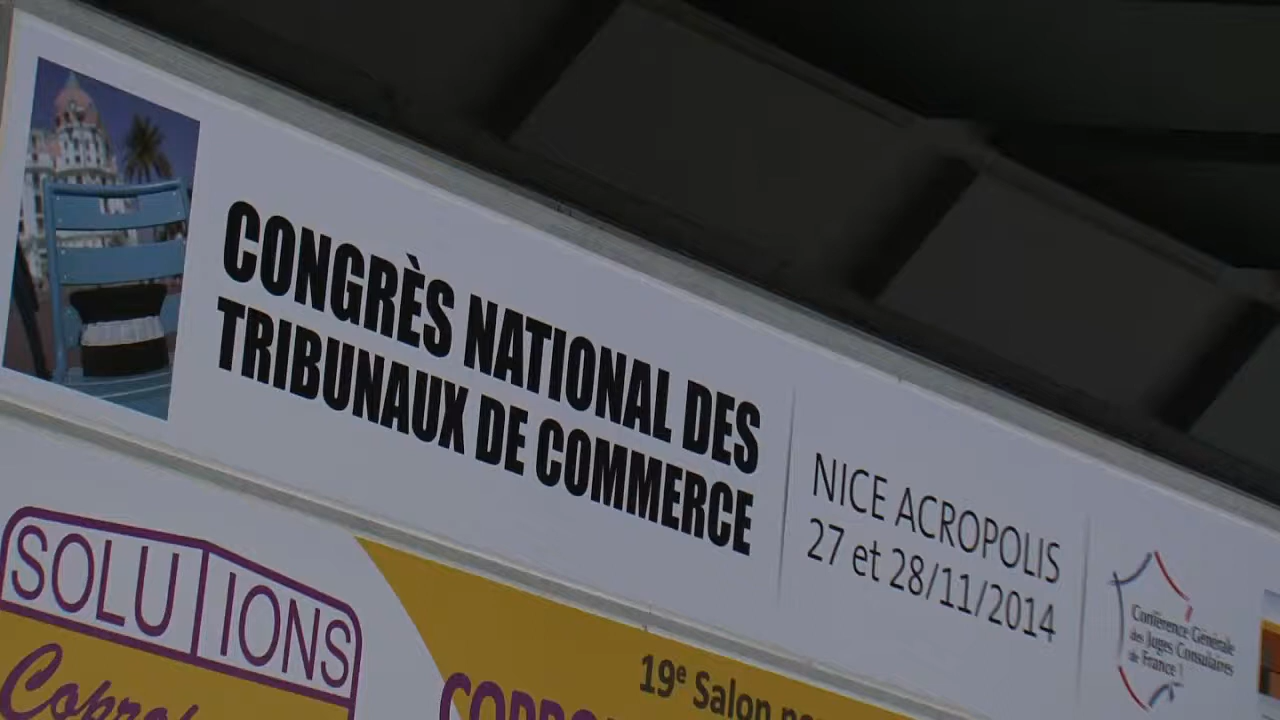 CONGRÈS NATIONAL DES
TRIBUNAUX DE COMMERCE
NICE ACROPOLIS
27 et 28/11/2014
Conférence Générale
des Juges Consulaires
de France
SOLUTIONS
19e Salon